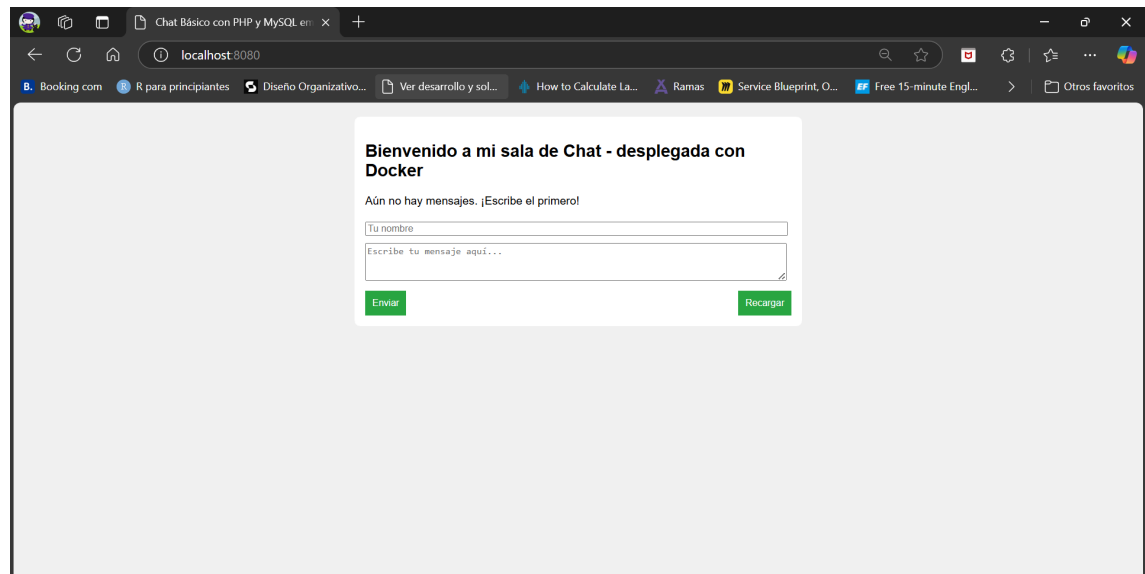 Chat Básico con PHP y MySQL em
localhost:8080
B. Booking com R R para principiantes Diseño Organizativo... Ver desarrollo y sol... How to Calculate La... Ramas Service Blueprint, O... EF Free 15-minute Engl... Otros favoritos
Bienvenido a mi sala de Chat - desplegada con
Docker
Aún no hay mensajes. ¡Escribe el primero!
Tu nombre
Escribe tu mensaje aquí...
Enviar Recargar